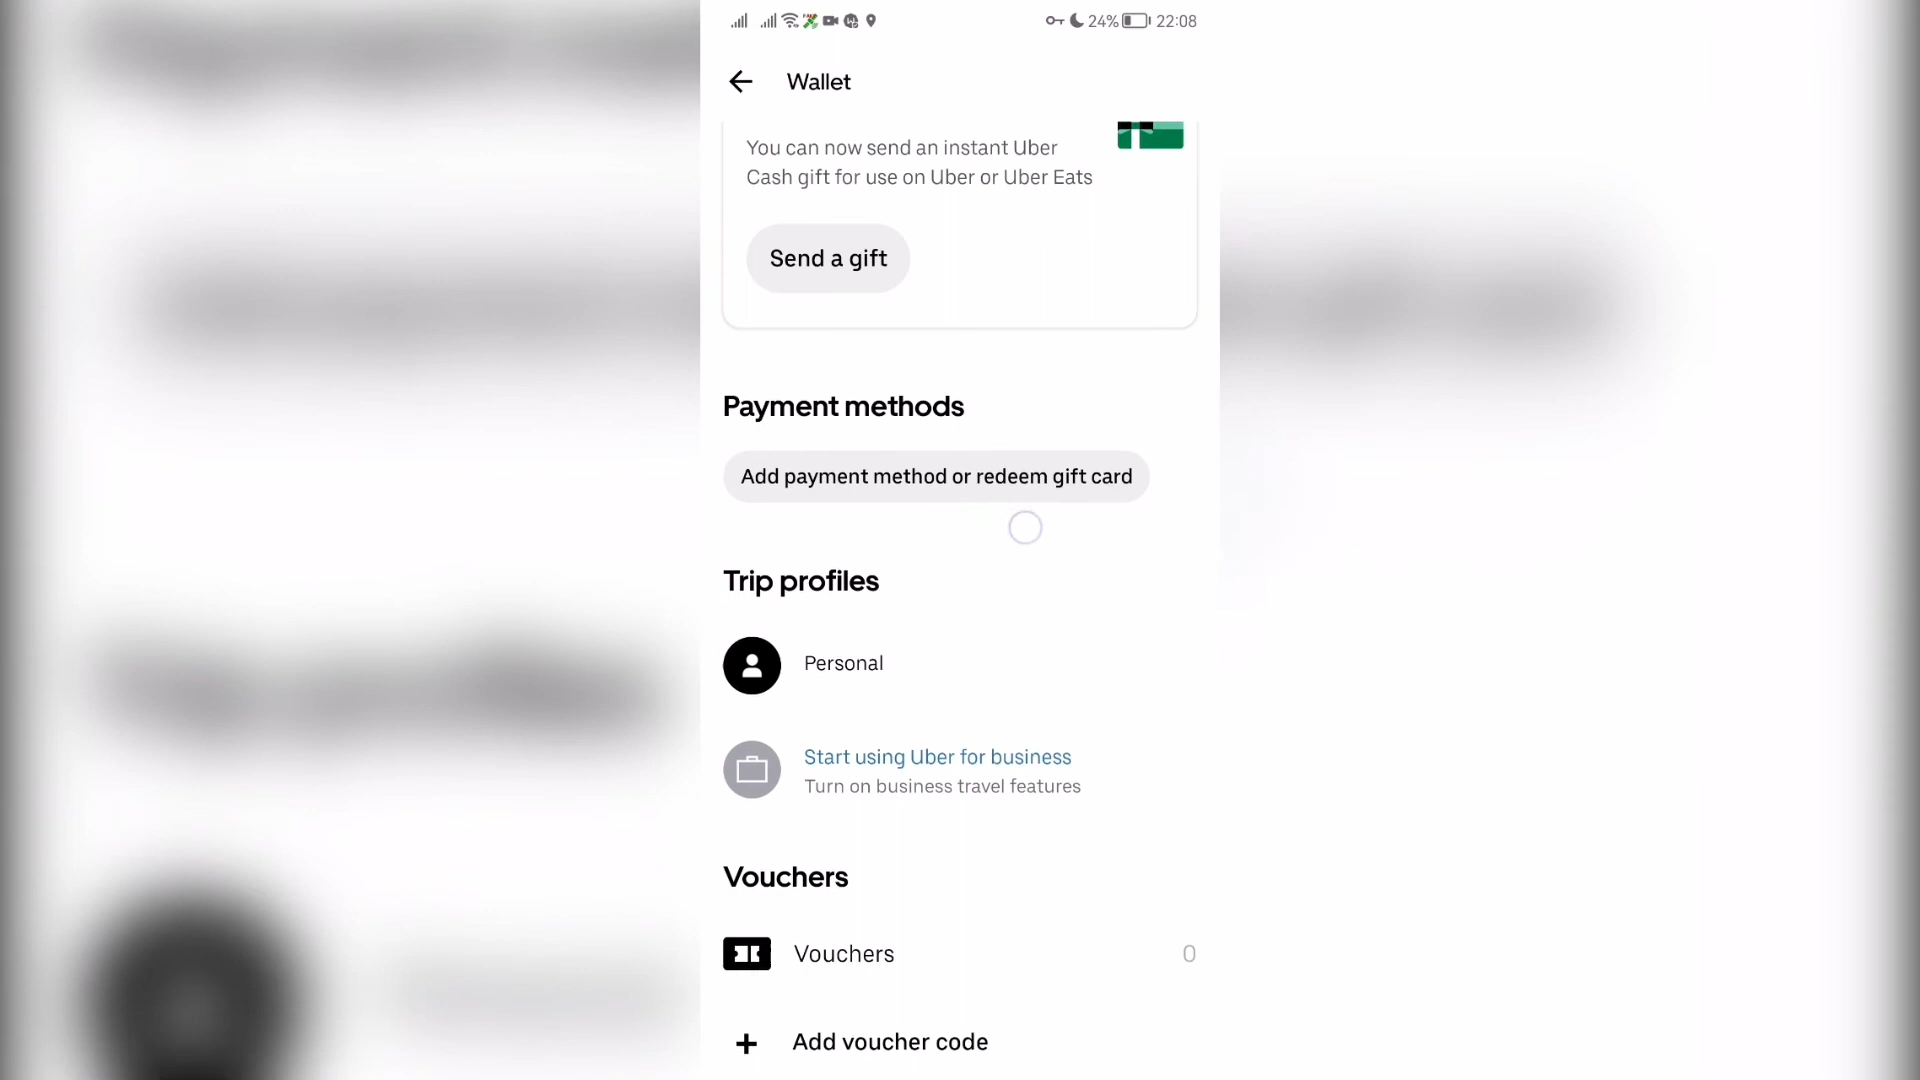 24% 22:08
Wallet
You can now send an instant Uber
Cash gift for use on Uber or Uber Eats
Send a gift
Payment methods
Add payment method or redeem gift card
Trip profiles
Personal
Start using Uber for business
Turn on business travel features
Vouchers
Vouchers 0
+ Add voucher code